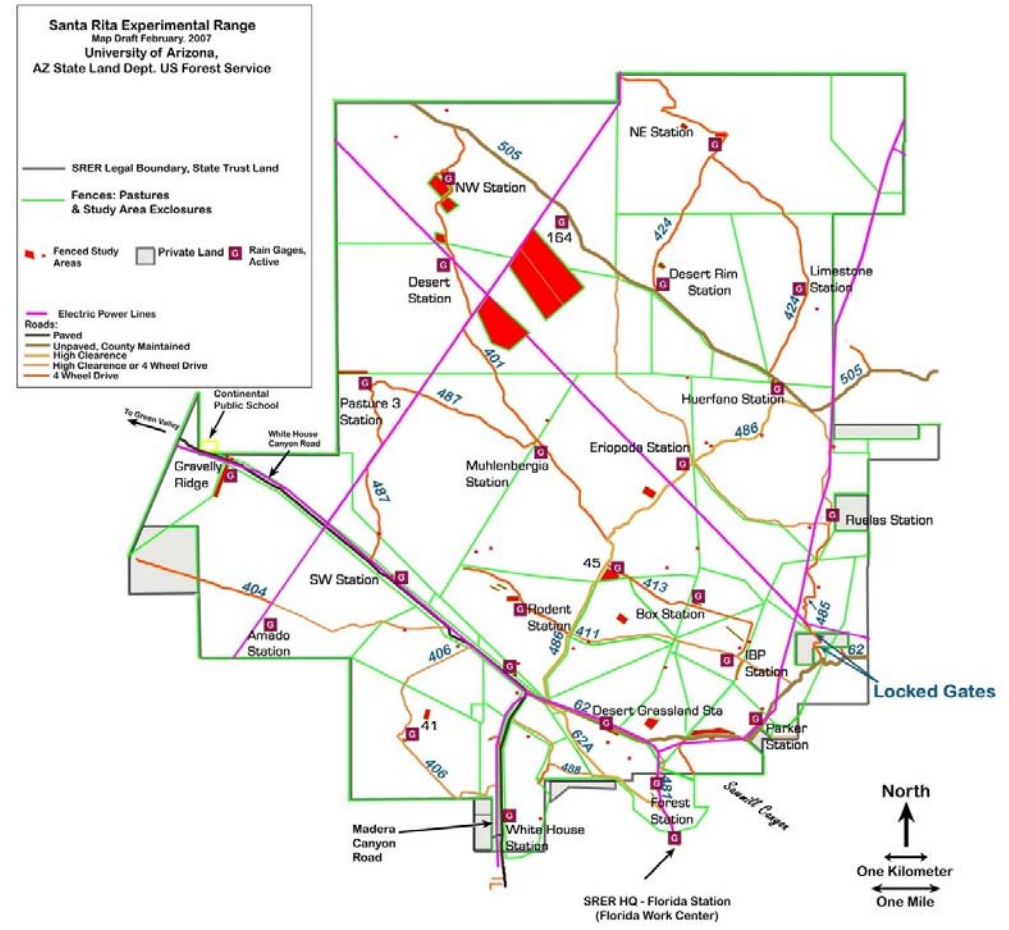 Santa Rita Experimental Range
Map Draft February. 2007
University of Arizona,
AZ State Land Dept. US Forest Service
SRER Legal Boundary, State Trust Land
Fences: Pastures
& Study Area Exclosures
Fenced Study
Areas
Private Land
G
Rain Gages,
Active
Electric Power Lines
Roads:
Paved
Unpaved, County Maintained
High Clearence
High Clearence or 4 Wheel Drive
4 Wheel Drive
NE Station
G
505
G
NW Station
G
164
424
G
Desert
Station
G
Desert Rim
Station
G
Limestone
Station
424
401
505
G
Pasture 3
Station
487
G
Huerfano Station
Continental
Public School
To Green Valley
White House
Canyon Road
486
Gravelly
Ridge
G
G
Muhlenbergia
Station
Eriopoda Station
G
487
G
Ruelas Station
SW Station
G
45
G
413
404
G
Rodent
Station
Box Station
G
485
G
Amado
Station
411
486
406
G
G
IBP
Station
62
Locked Gates
62
Desert Grassland Sta
G
G
Parker
Station
41
G
62A
406
488
481
G
Forest
Station
Sawmill Canyon
North
Madera
Canyon
Road
G
White House
Station
G
One Kilometer
One Mile
SRER HQ - Florida Station
(Florida Work Center)